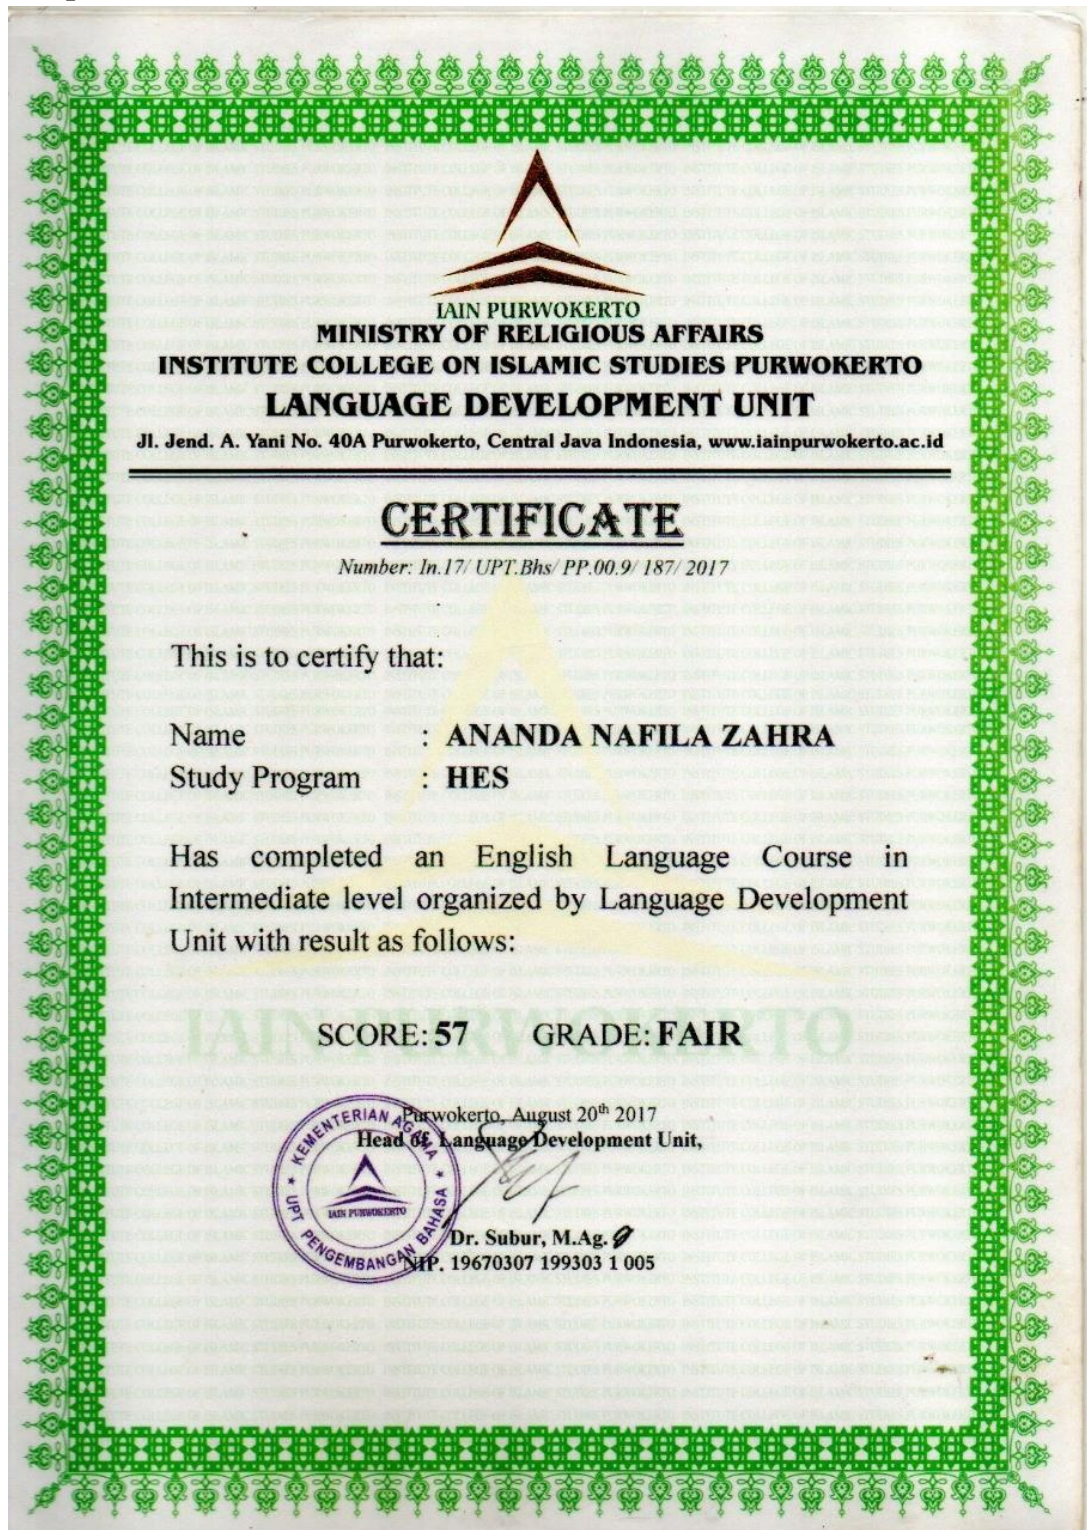 IAIN PURWOKERTO
MINISTRY OF RELIGIOUS AFFAIRS
INSTITUTE COLLEGE ON ISLAMIC STUDIES PURWOKERTO
LANGUAGE DEVELOPMENT UNIT
Jl. Jend. A. Yani No. 40A Purwokerto, Central Java Indonesia, www.iainpurwokerto.ac.id
CERTIFICATE
Number: In.17/ UPT.Bhs/ PP.00.9/ 187/ 2017
This is to certify that:
Name : ANANDA NAFILA ZAHRA
Study Program : HES
Has completed an English Language Course in
Intermediate level organized by Language Development
Unit with result as follows:
IAIN PURWOKERTO
SCORE: 57 GRADE: FAIR
Purwokerto, August 20th 2017
Head of Language Development Unit,
KEMENTERIAN AGAMA
IAIN PURWOKERTO
UPT PENGEMBANGAN BAHASA
Dr. Subur, M.Ag.
NIP. 19670307 199303 1 005